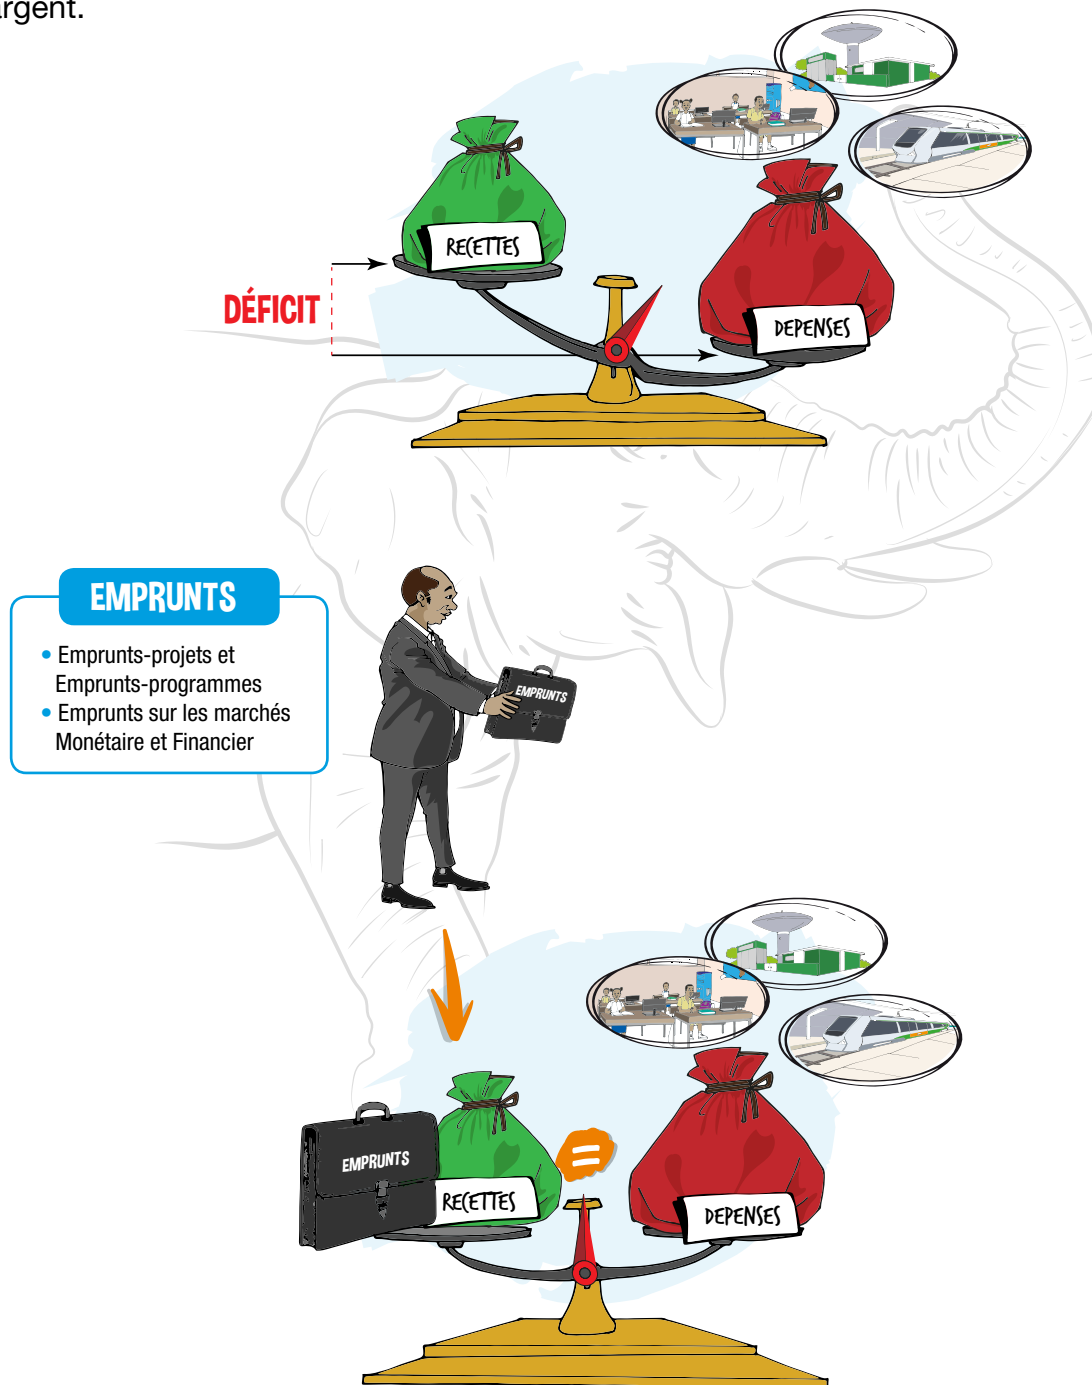 argent.
RECETTES
DÉFICIT
DEPENSES
EMPRUNTS
• Emprunts-projets et
Emprunts-programmes
• Emprunts sur les marchés
Monétaire et Financier
EMPRUNTS
EMPRUNTS
=
RECETTES
DEPENSES